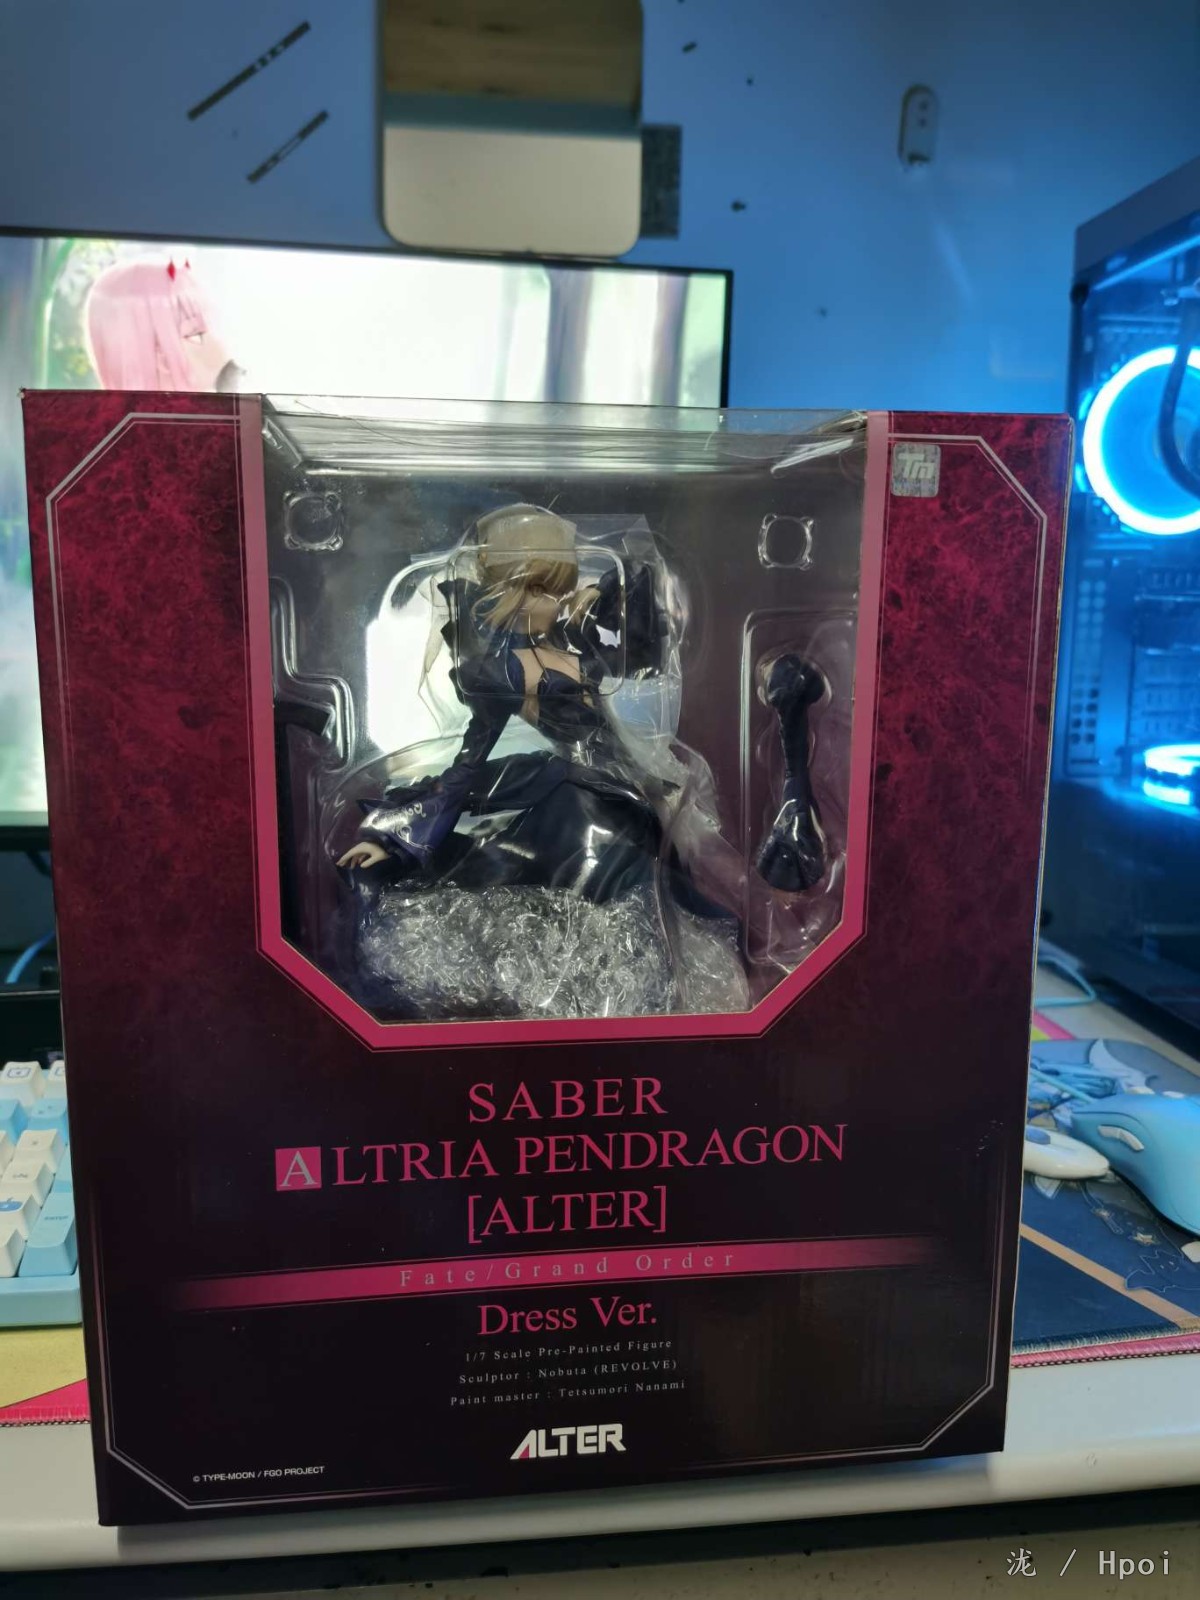 Tm
SABER
ALTRIA PENDRAGON
[ALTER]
Fate/Grand Order
Dress Ver.
1/7 Scale Pre-Painted Figure
Sculptor : Nobuta (REVOLVE)
Paint master : Tetsumori Nanami
ALTER
© TYPE-MOON / FGO PROJECT
泷 / Hpoi